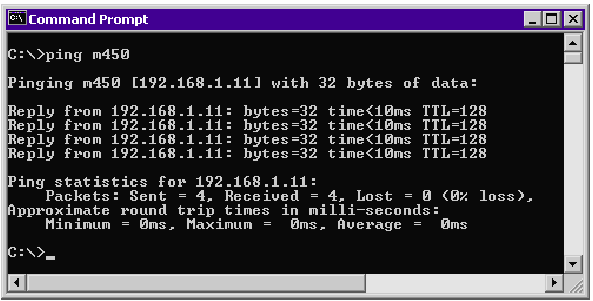 Command Prompt
C:\>ping m450
Pinging m450 [192.168.1.11] with 32 bytes of data:
Reply from 192.168.1.11: bytes=32 time<10ms TTL=128
Reply from 192.168.1.11: bytes=32 time<10ms TTL=128
Reply from 192.168.1.11: bytes=32 time<10ms TTL=128
Reply from 192.168.1.11: bytes=32 time<10ms TTL=128
Ping statistics for 192.168.1.11:
    Packets: Sent = 4, Received = 4, Lost = 0 (0% loss),
Approximate round trip times in milli-seconds:
    Minimum = 0ms, Maximum =  0ms, Average =  0ms
C:\>_